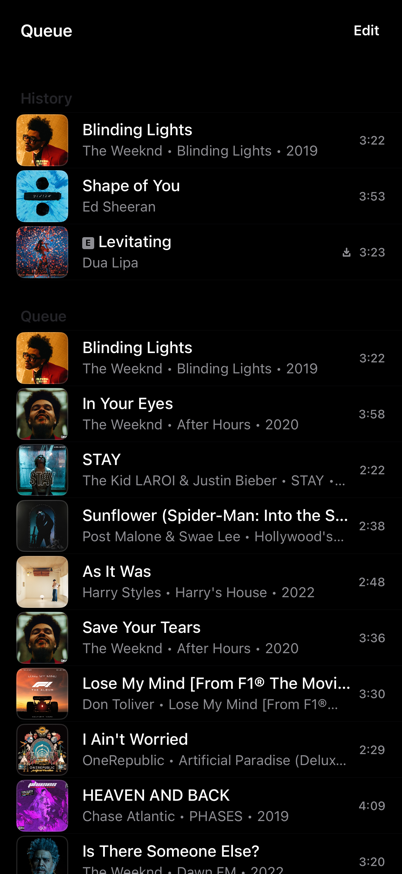 Queue
Edit
History
Blinding Lights
The Weeknd • Blinding Lights • 2019
3:22
Shape of You
Ed Sheeran
3:53
E Levitating
Dua Lipa
3:23
Queue
Blinding Lights
The Weeknd • Blinding Lights • 2019
3:22
In Your Eyes
The Weeknd • After Hours • 2020
3:58
STAY
The Kid LAROI & Justin Bieber • STAY •...
2:22
Sunflower (Spider-Man: Into the S...
Post Malone & Swae Lee • Hollywood's...
2:38
As It Was
Harry Styles • Harry's House • 2022
2:48
Save Your Tears
The Weeknd • After Hours • 2020
3:36
Lose My Mind [From F1® The Movi...
Don Toliver • Lose My Mind [From F1®...
3:30
I Ain't Worried
OneRepublic • Artificial Paradise (Delux...
2:29
HEAVEN AND BACK
Chase Atlantic • PHASES • 2019
4:09
Is There Someone Else?
The Weeknd • Dawn FM • 2022
3:20